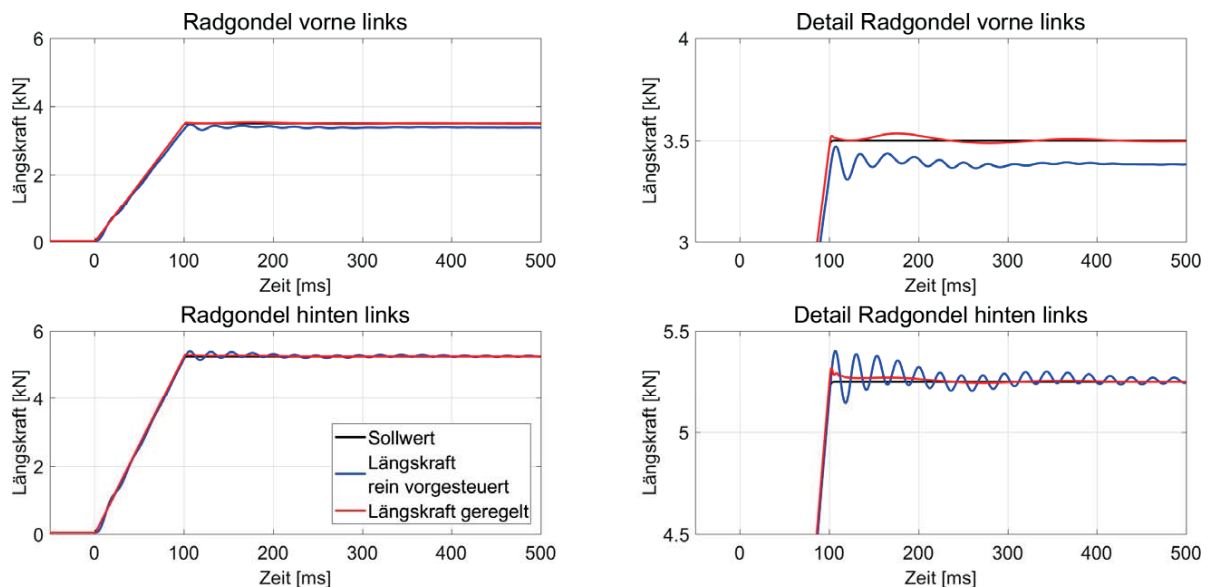 Radgondel vorne links
Längskraft [kN]
6
4
2
0
0
100
200
300
400
500
Zeit [ms]
Detail Radgondel vorne links
Längskraft [kN]
4
3.5
3
0
100
200
300
400
500
Zeit [ms]
Radgondel hinten links
Längskraft [kN]
6
4
2
0
Sollwert
Längskraft
rein vorgesteuert
Längskraft geregelt
0
100
200
300
400
500
Zeit [ms]
Detail Radgondel hinten links
Längskraft [kN]
5.5
5
4.5
0
100
200
300
400
500
Zeit [ms]